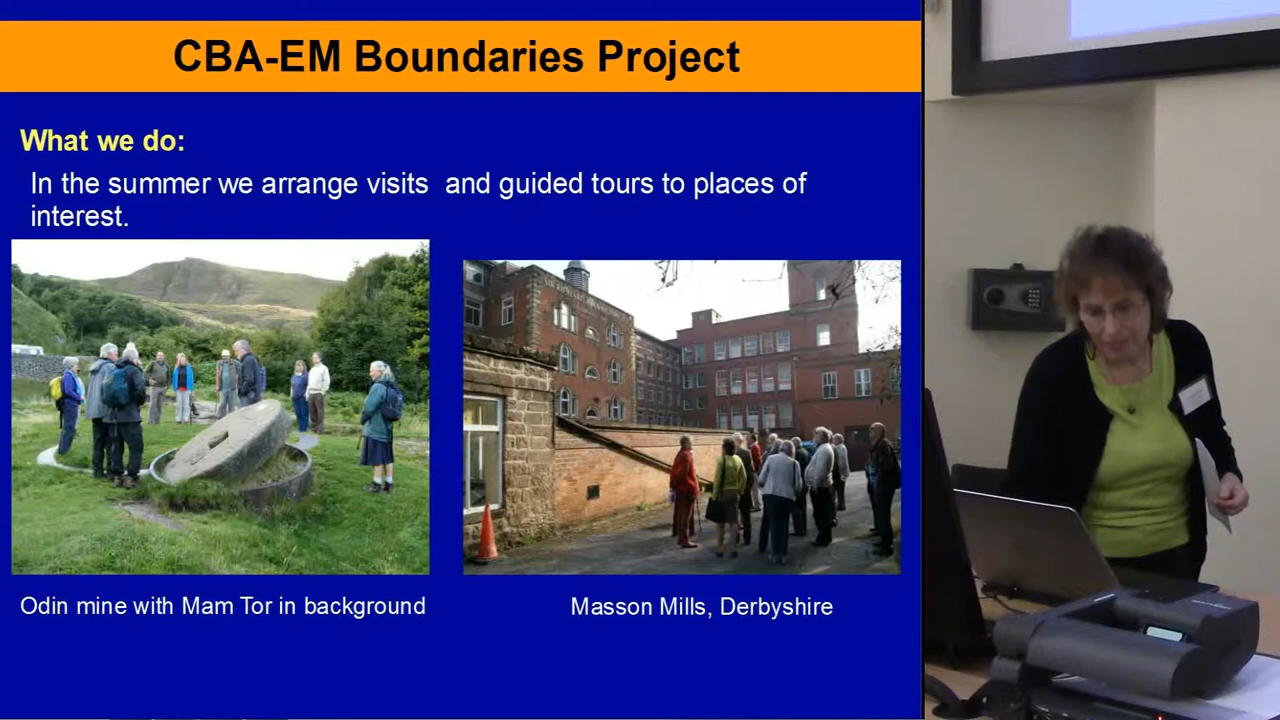 CBA-EM Boundaries Project
What we do:
In the summer we arrange visits and guided tours to places of
interest.
Odin mine with Mam Tor in background
Masson Mills, Derbyshire